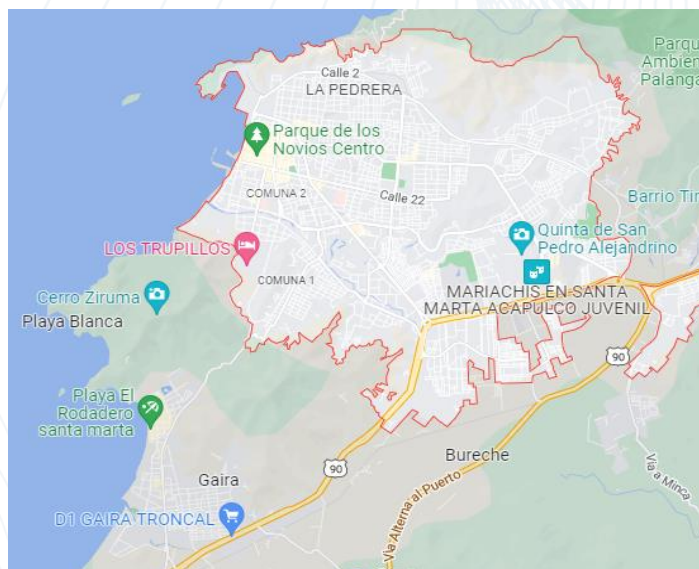 Calle 2
LA PEDRERA
Parque de los
Novios Centro
COMUNA 2
Calle 22
LOS TRUPILLOS
COMUNA 1
Cerro Ziruma
Playa Blanca
Playa El
Rodadero
santa marta
Gaira
D1 GAIRA TRONCAL
90
Quinta de San
Pedro Alejandrino
MARIACHIS EN SANTA
MARTA ACAPULCO JUVENIL
90
Bureche
Vía Alterna al Puerto
Vía a Minca
Parqu
Ambien
Palanga
Barrio Tim